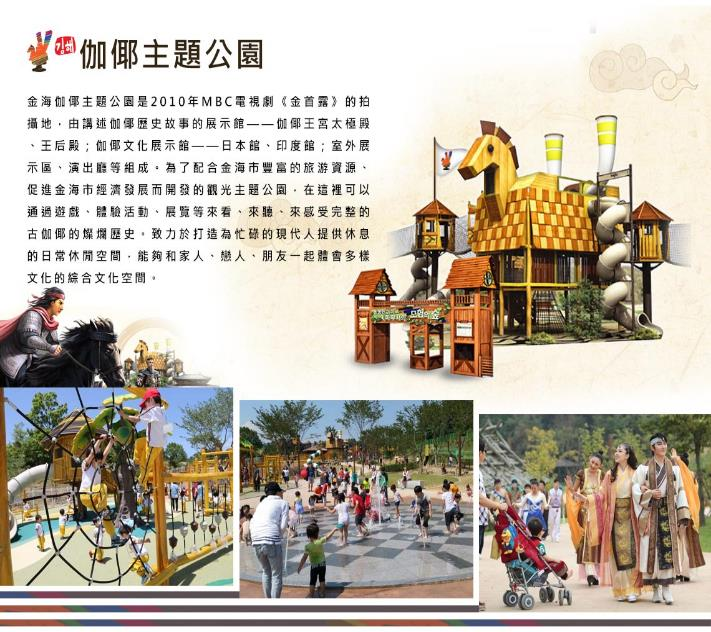 김해
伽倻主題公園
金海伽倻主題公園是2010年MBC電視劇《金首露》的拍
攝地，由講述伽倻歷史故事的展示館——伽倻王宮太極殿
、王后殿；伽倻文化展示館——日本館、印度館；室外展
示區、演出廳等組成。為了配合金海市豐富的旅游資源、
促進金海市經濟發展而開發的觀光主題公園，在這裡可以
通過遊戲、體驗活動、展覽等來看、來聽、來感受完整的
古伽倻的燦爛歷史。致力於打造為忙碌的現代人提供休息
的日常休閒空間，能夠和家人、戀人、朋友一起體會多樣
文化的綜合文化空間。